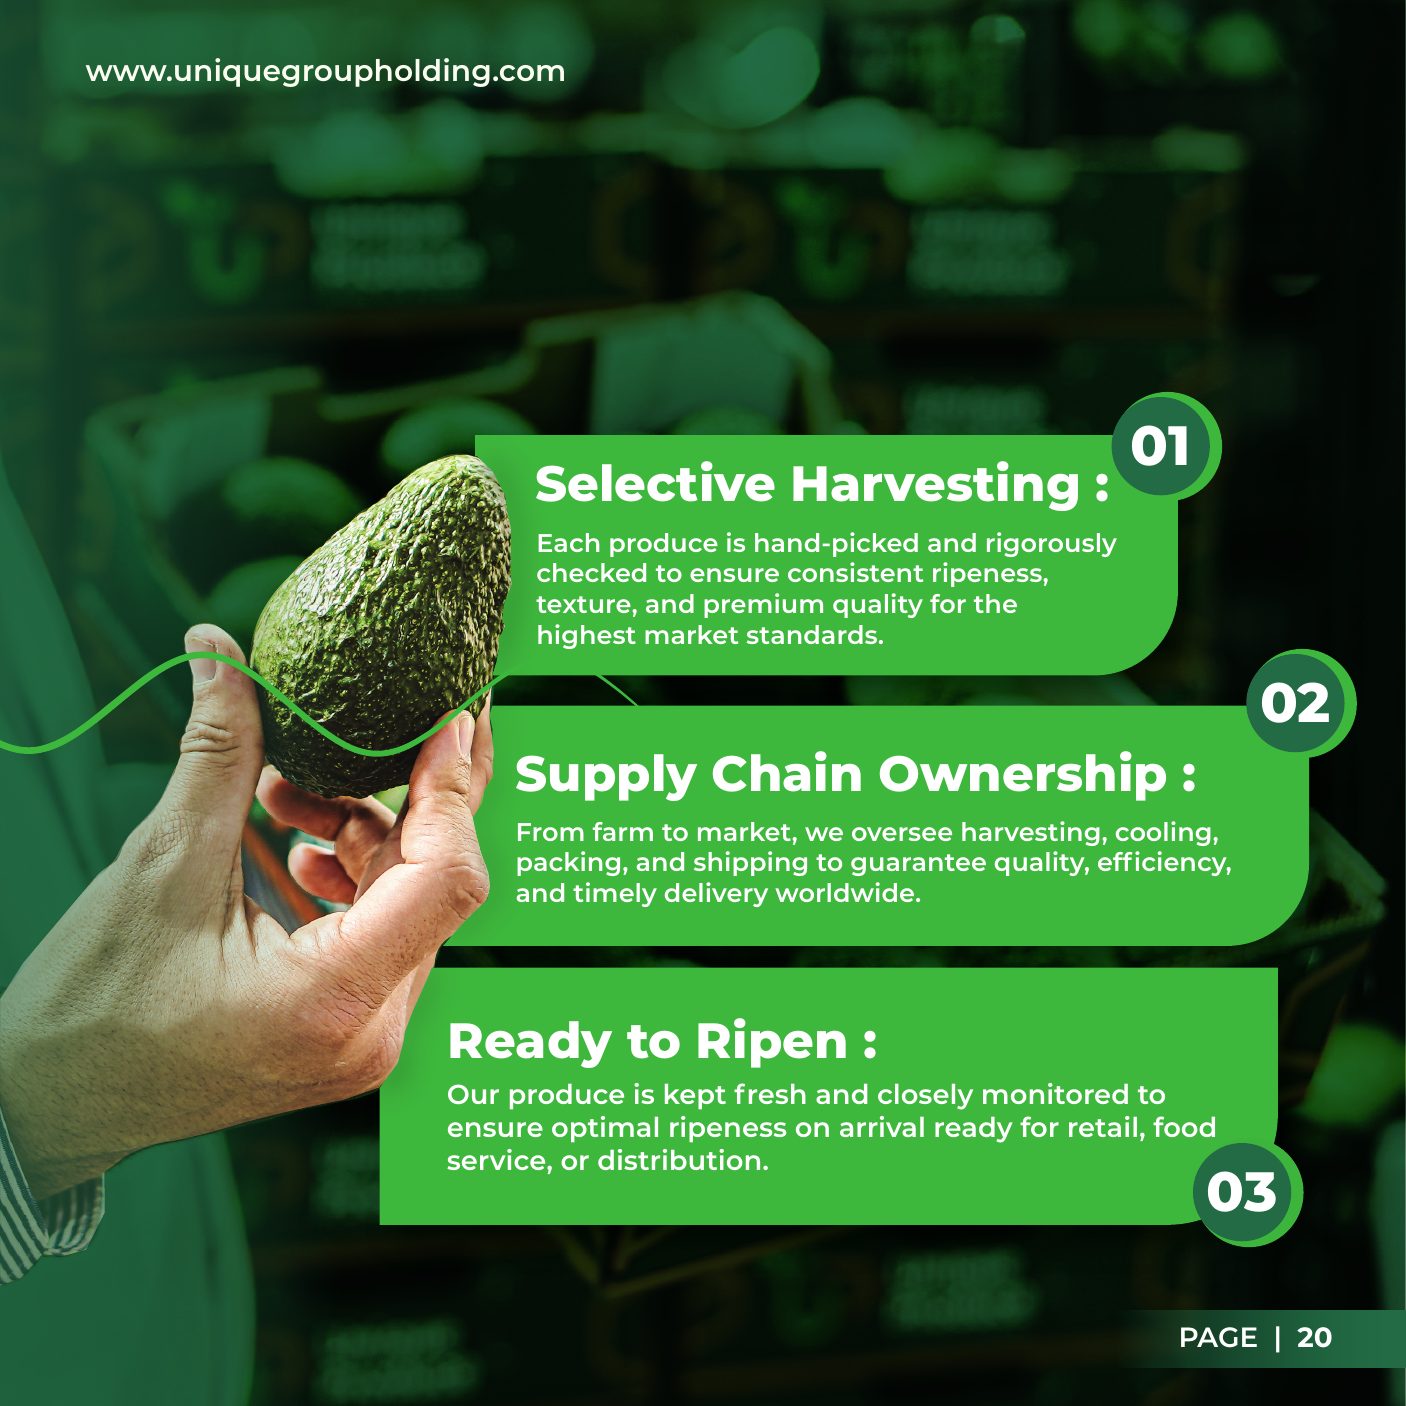 www.uniquegroupholding.com
01
Selective Harvesting :
Each produce is hand-picked and rigorously
checked to ensure consistent ripeness,
texture, and premium quality for the
highest market standards.
02
Supply Chain Ownership :
From farm to market, we oversee harvesting, cooling,
packing, and shipping to guarantee quality, efficiency,
and timely delivery worldwide.
Ready to Ripen :
Our produce is kept fresh and closely monitored to
ensure optimal ripeness on arrival ready for retail, food
service, or distribution.
03
PAGE | 20